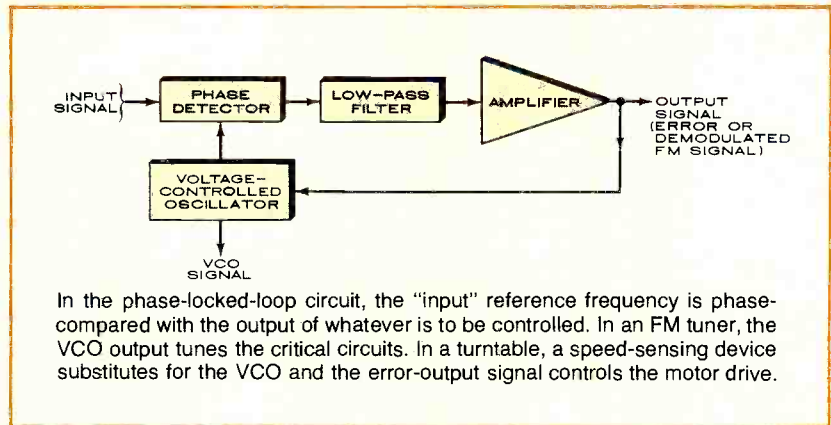 INPUT
SIGNAL
PHASE
DETECTOR
LOW-PASS
FILTER
AMPLIFIER
OUTPUT
SIGNAL
(ERROR OR
DEMODULATED
FM SIGNAL)
VOLTAGE-
CONTROLLED
OSCILLATOR
VCO
SIGNAL
In the phase-locked-loop circuit, the “input” reference frequency is phase-
compared with the output of whatever is to be controlled. In an FM tuner, the
VCO output tunes the critical circuits. In a turntable, a speed-sensing device
substitutes for the VCO and the error-output signal controls the motor drive.